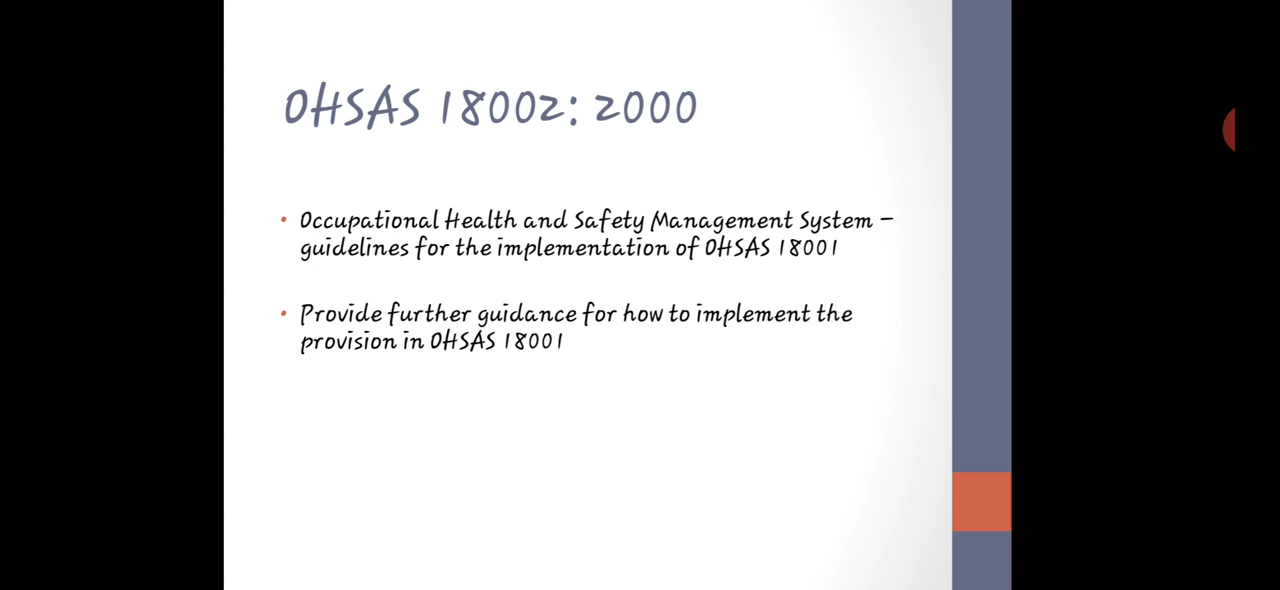 OHSAS 18002: 2000
• Occupational Health and Safety Management System –
guidelines for the implementation of OHSAS 18001
• Provide further guidance for how to implement the
provision in OHSAS 18001